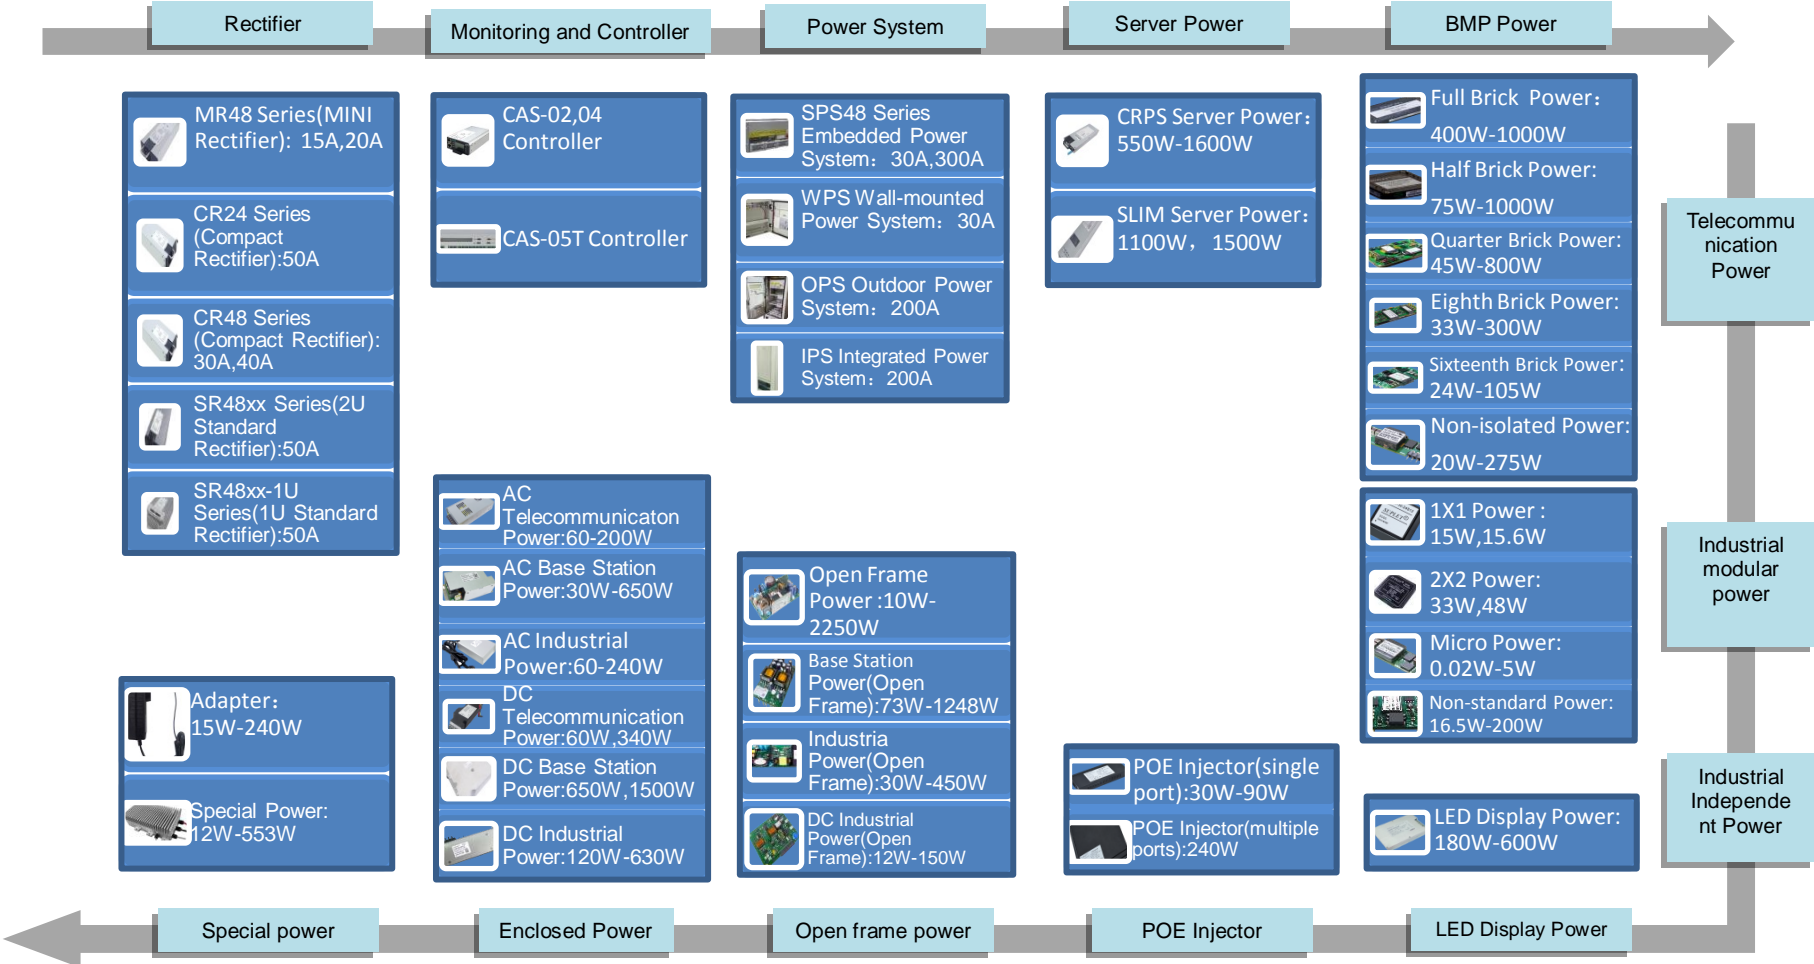 Rectifier
Monitoring and Controller
Power System
Server Power
BMP Power
MR48 Series(MINI
Rectifier): 15A,20A
CR24 Series
(Compact
Rectifier):50A
CR48 Series
(Compact Rectifier):
30A,40A
SR48xx Series(2U
Standard
Rectifier):50A
SR48xx-1U
Series(1U Standard
Rectifier):50A
CAS-02,04
Controller
CAS-05T Controller
SPS48 Series
Embedded Power
System：30A,300A
WPS Wall-mounted
Power System：30A
OPS Outdoor Power
System：200A
IPS Integrated Power
System：200A
CRPS Server Power：
550W-1600W
SLIM Server Power：
1100W，1500W
Full Brick Power：
400W-1000W
Half Brick Power:
75W-1000W
Quarter Brick Power:
45W-800W
Eighth Brick Power:
33W-300W
Sixteenth Brick Power:
24W-105W
Non-isolated Power:
20W-275W
Telecommu
nication
Power
1X1 Power :
15W,15.6W
2X2 Power:
33W,48W
Micro Power:
0.02W-5W
Non-standard Power:
16.5W-200W
Industrial
modular
power
AC
Telecommunicaton
Power:60-200W
AC Base Station
Power:30W-650W
AC Industrial
Power:60-240W
DC
Telecommunication
Power:60W,340W
DC Base Station
Power:650W,1500W
DC Industrial
Power:120W-630W
Open Frame
Power :10W-
2250W
Base Station
Power(Open
Frame):73W-1248W
Industria
Power(Open
Frame):30W-450W
DC Industrial
Power(Open
Frame):12W-150W
Adapter：
15W-240W
Special Power:
12W-553W
POE Injector(single
port):30W-90W
POE Injector(multiple
ports):240W
LED Display Power:
180W-600W
Industrial
Independe
nt Power
Special power
Enclosed Power
Open frame power
POE Injector
LED Display Power